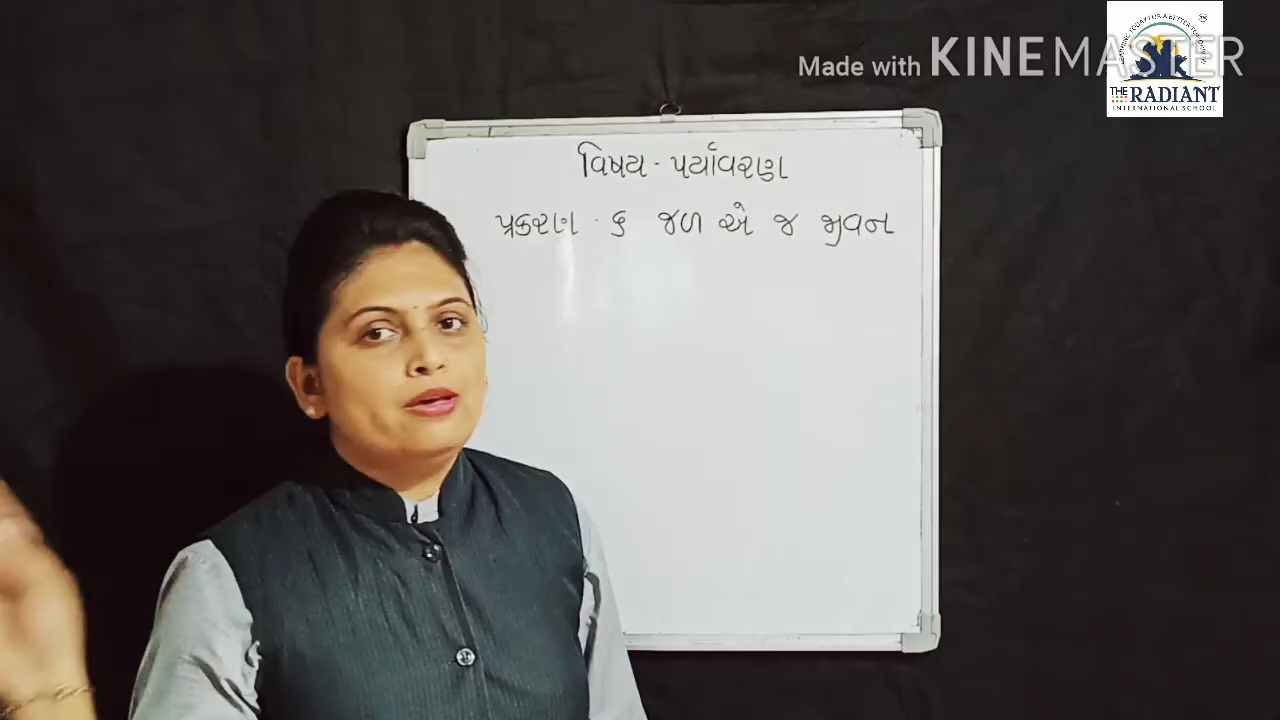 Made with KINEMASTER
THE RADIANT
INTERNATIONAL SCHOOL
વિષય - પર્યાવરણ
પ્રકરણ - ૬ જળ એ જ જીવન